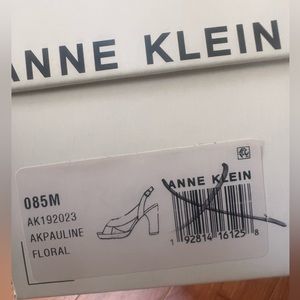 ANNE KLEIN
085M
AK192023
AKPAULINE
FLORAL
ANNE KLEIN
1 92814 16125 8